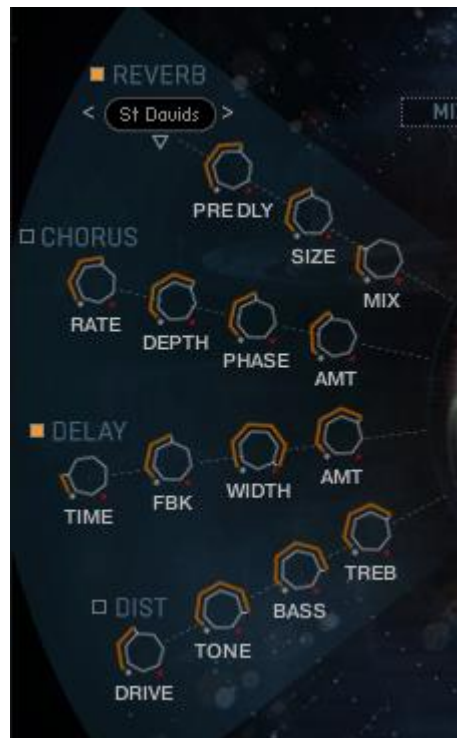 REVERB
< St Davids >
PRE DLY
SIZE
MIX
MI
CHORUS
RATE
DEPTH
PHASE
AMT
DELAY
TIME
FBK
WIDTH
AMT
DIST
DRIVE
TONE
BASS
TREB